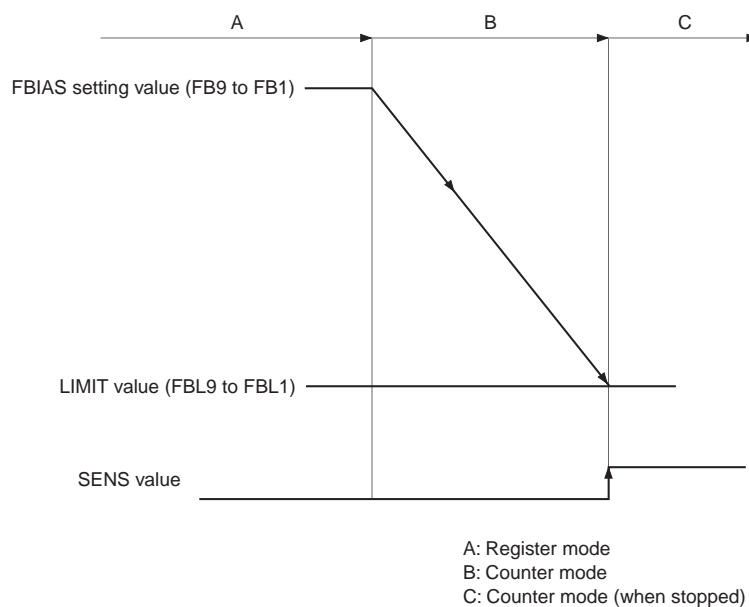 A
B
C
FBIAS setting value (FB9 to FB1)
LIMIT value (FBL9 to FBL1)
SENS value
A: Register mode
B: Counter mode
C: Counter mode (when stopped)